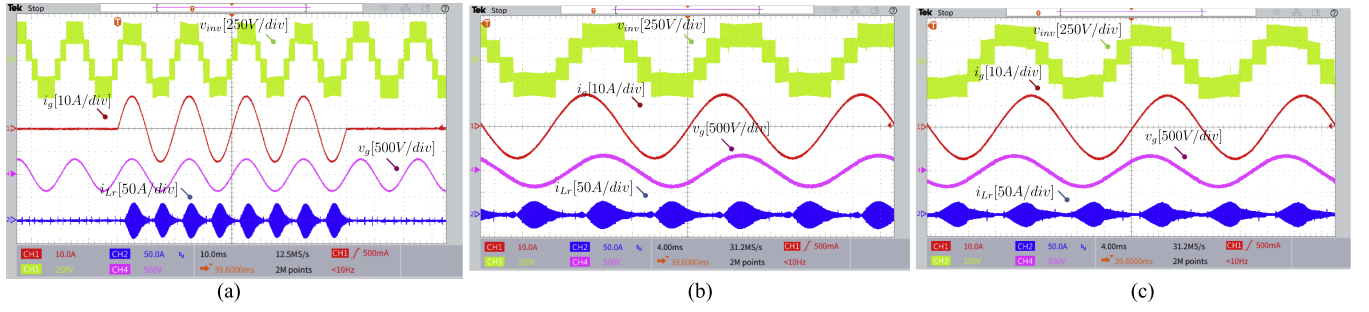 Tek Stop
v_inv[250V/div]
i_g[10A/div]
v_g[500V/div]
i_Lr[50A/div]
CH1 10.0A CH2 50.0A 10.0ms 12.5MS/s CH1 500mA
CH3 250V CH4 500V 39.6000ms 2M points <10Hz
(a)
Tek Stop
v_inv[250V/div]
i_g[10A/div]
v_g[500V/div]
i_Lr[50A/div]
CH1 10.0A CH2 50.0A 4.00ms 31.2MS/s CH1 500mA
CH3 250V CH4 500V 39.6000ms 2M points <10Hz
(b)
Tek Stop
v_inv[250V/div]
i_g[10A/div]
v_g[500V/div]
i_Lr[50A/div]
CH1 10.0A CH2 50.0A 4.00ms 31.2MS/s CH1 500mA
CH3 250V CH4 500V 39.6000ms 2M points <10Hz
(c)